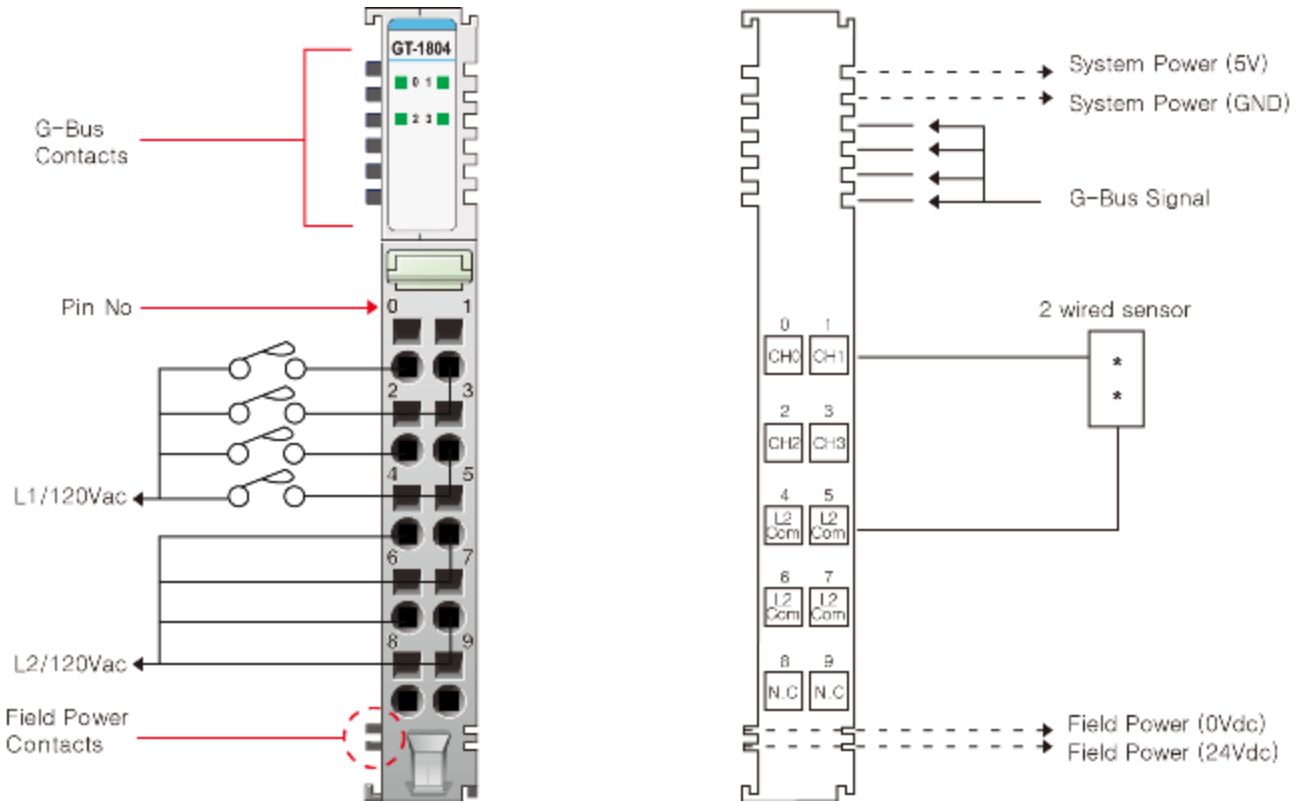 GT-1804
0 1
2 3
G-Bus
Contacts
Pin No
0 1
2 3
4 5
6 7
8 9
L1/120Vac
L2/120Vac
Field Power
Contacts
System Power (5V)
System Power (GND)
G-Bus Signal
2 wired sensor
*
*
0 1
CH0 CH1
2 3
CH2 CH3
4 5
L2 L2
Com Com
6 7
L2 L2
Com Com
8 9
N.C N.C
Field Power (0Vdc)
Field Power (24Vdc)